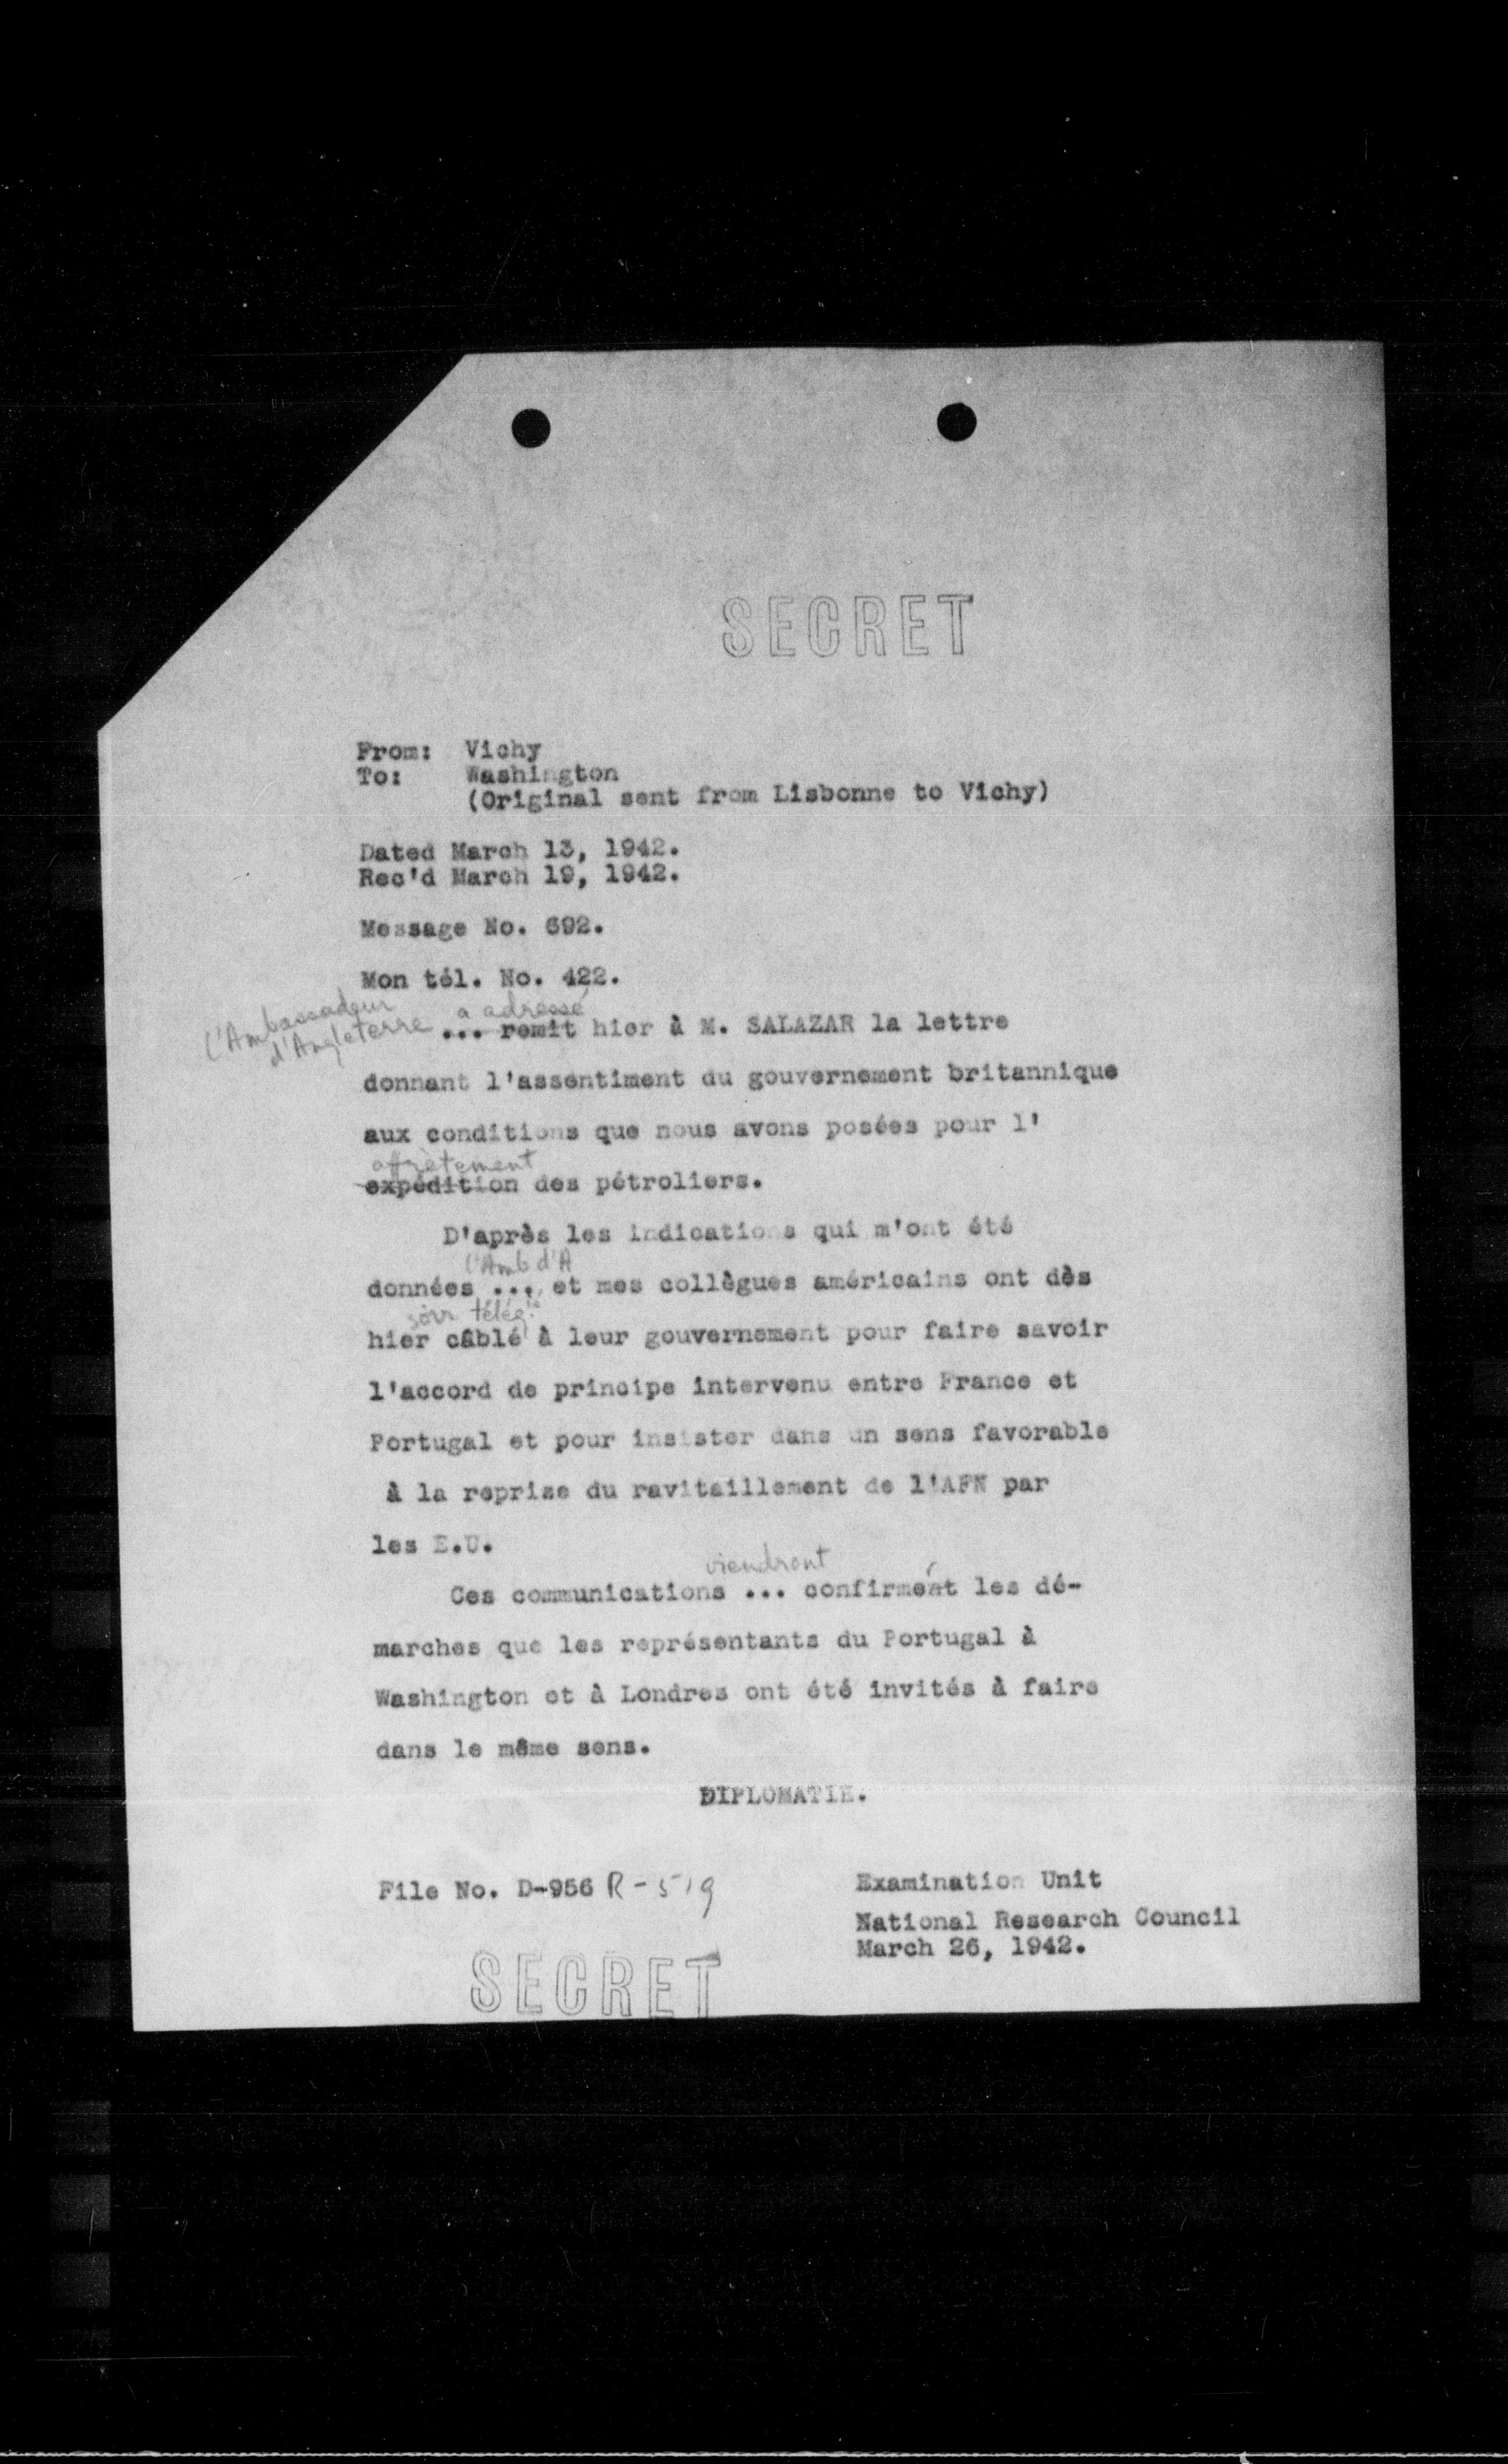 SECRET
From: Vichy
To: Washington
(Original sent from Lisbonne to Vichy)
Dated March 13, 1942.
Rec'd March 19, 1942.
Message No. 692.
Mon tél. No. 422.
l'Ambassadeur
d'Angleterre
a adressé
... remit hier à M. SALAZAR la lettre
donnant l'assentiment du gouvernement britannique
aux conditions que nous avons posées pour l'
affrètement
expédition des pétroliers.
D'après les indications qui m'ont été
l'Amb d'A
données ... et mes collègues américains ont dès
soir télég.
hier câblé à leur gouvernement pour faire savoir
l'accord de principe intervenu entre France et
Portugal et pour insister dans un sens favorable
à la reprise du ravitaillement de l'AFN par
les E.U.
viendront
Ces communications ... confirment les dé-
marches que les représentants du Portugal à
Washington et à Londres ont été invités à faire
dans le même sens.
DIPLOMATIE.
File No. D-956 R-519
Examination Unit
National Research Council
March 26, 1942.
SECRET